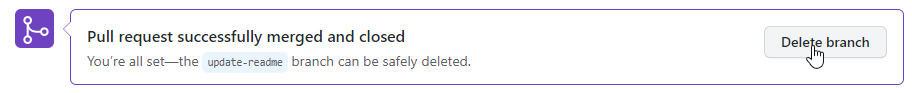 Pull request successfully merged and closed
You're all set—the update-readme branch can be safely deleted.
Delete branch